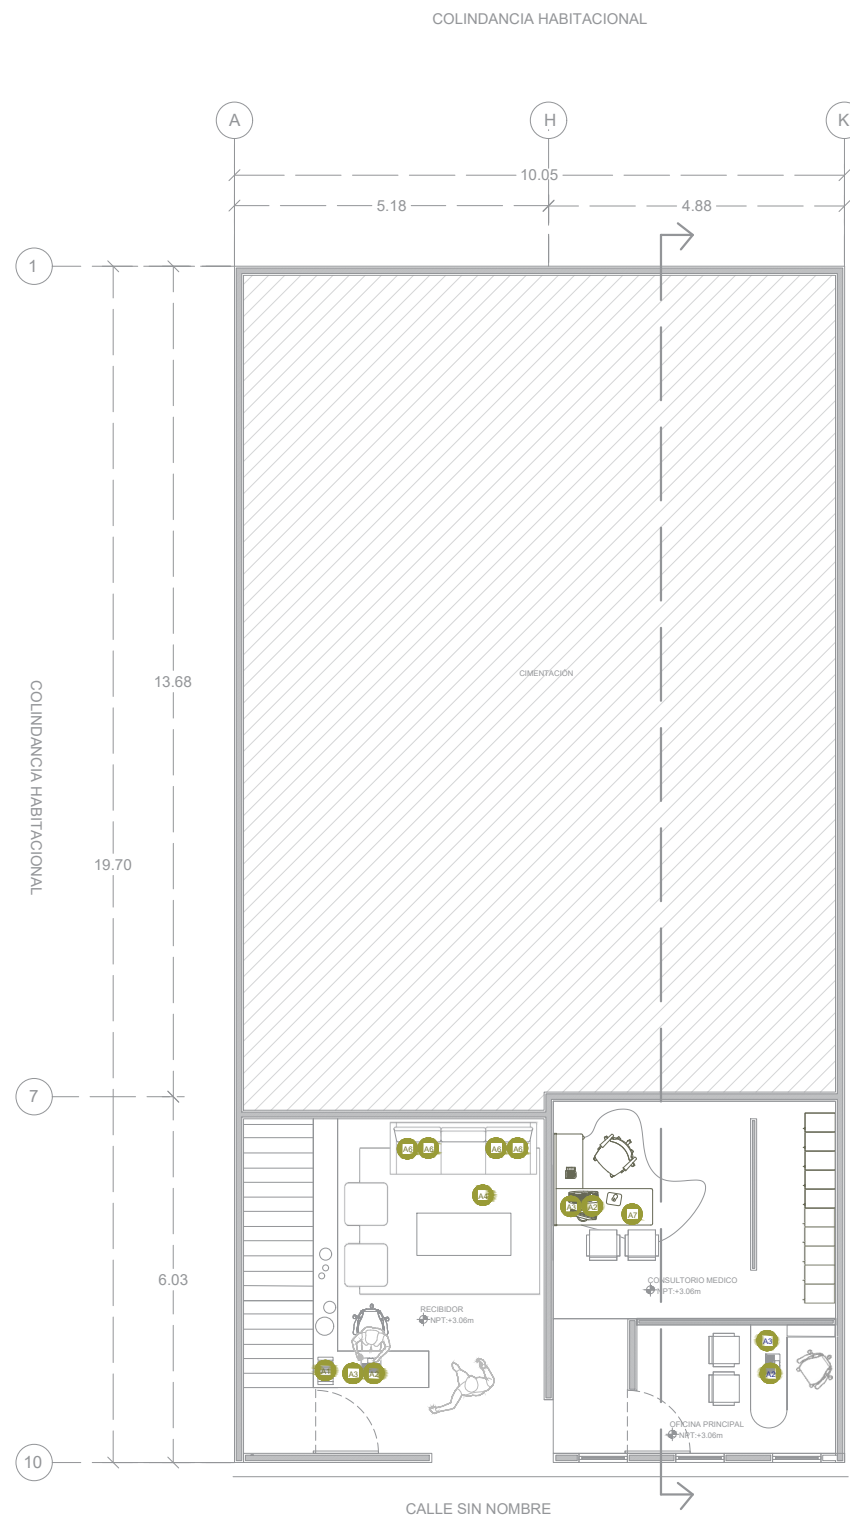 COLINDANCIA HABITACIONAL
A
H
K
10.05
5.18
4.88
1
CIMENTACIÓN
13.68
COLINDANCIA HABITACIONAL
19.70
7
A6
A6
A6
A6
A4
A3
A2
A7
6.03
CONSULTORIO MEDICO
NPT:+3.06m
RECIBIDOR
NPT:+3.06m
A3
A1
A3
A2
A2
OFICINA PRINCIPAL
NPT:+3.06m
10
CALLE SIN NOMBRE